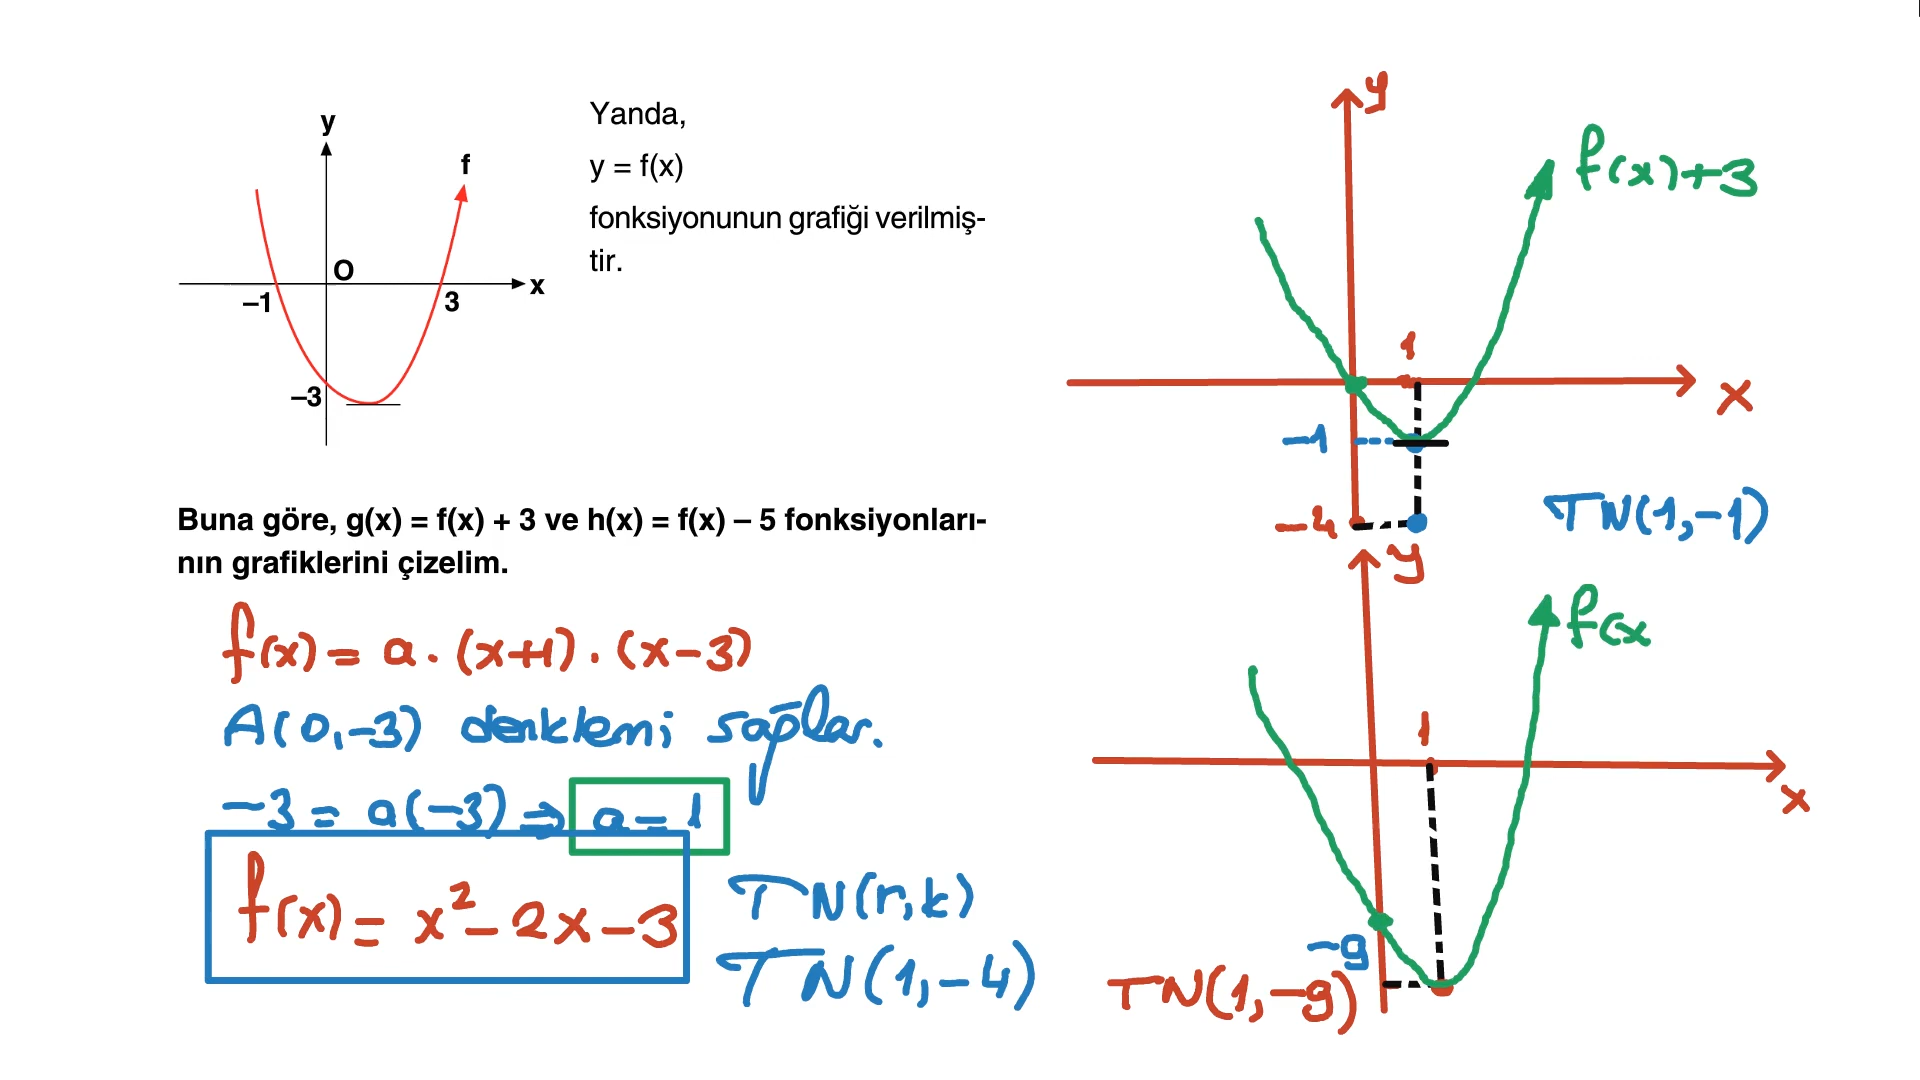 y
f
O
x
–1
3
–3
Yanda,
y = f(x)
fonksiyonunun grafiği verilmiş-
tir.
Buna göre, g(x) = f(x) + 3 ve h(x) = f(x) – 5 fonksiyonları-
nın grafiklerini çizelim.
f(x) = a . (x+1) . (x-3)
A(0,-3) denklemi sağlar.
-3 = a(-3) ⇒ a = 1
f(x) = x² - 2x - 3
TN(r,k)
TN(1,-4)
y
f(x)+3
1
x
-1
-4
TN(1,-1)
y
f(x
1
x
-9
TN(1,-9)